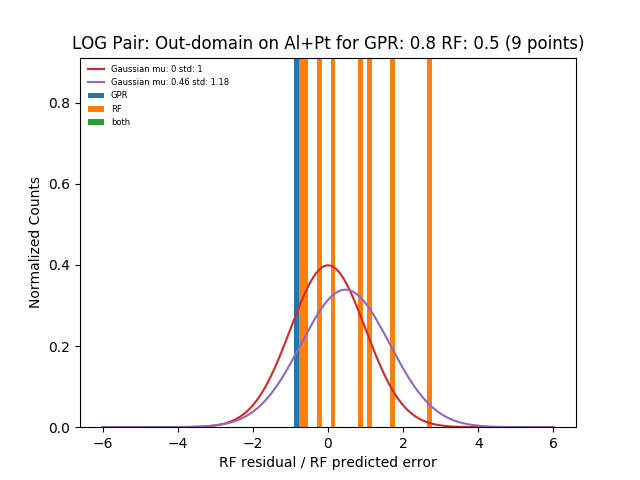 LOG Pair: Out-domain on Al+Pt for GPR: 0.8 RF: 0.5 (9 points)
Gaussian mu: 0 std: 1
Gaussian mu: 0.46 std: 1.18
GPR
RF
both
Normalized Counts
0.8
0.6
0.4
0.2
0.0
−6 −4 −2 0 2 4 6
RF residual / RF predicted error